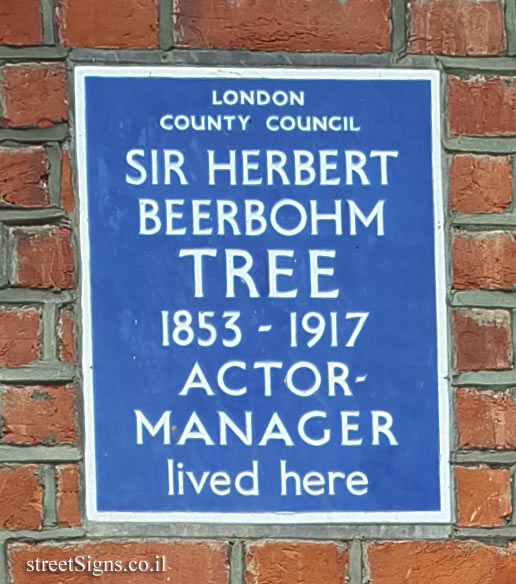 LONDON
COUNTY COUNCIL
SIR HERBERT
BEERBOHM
TREE
1853 - 1917
ACTOR-
MANAGER
lived here
streetSigns.co.il